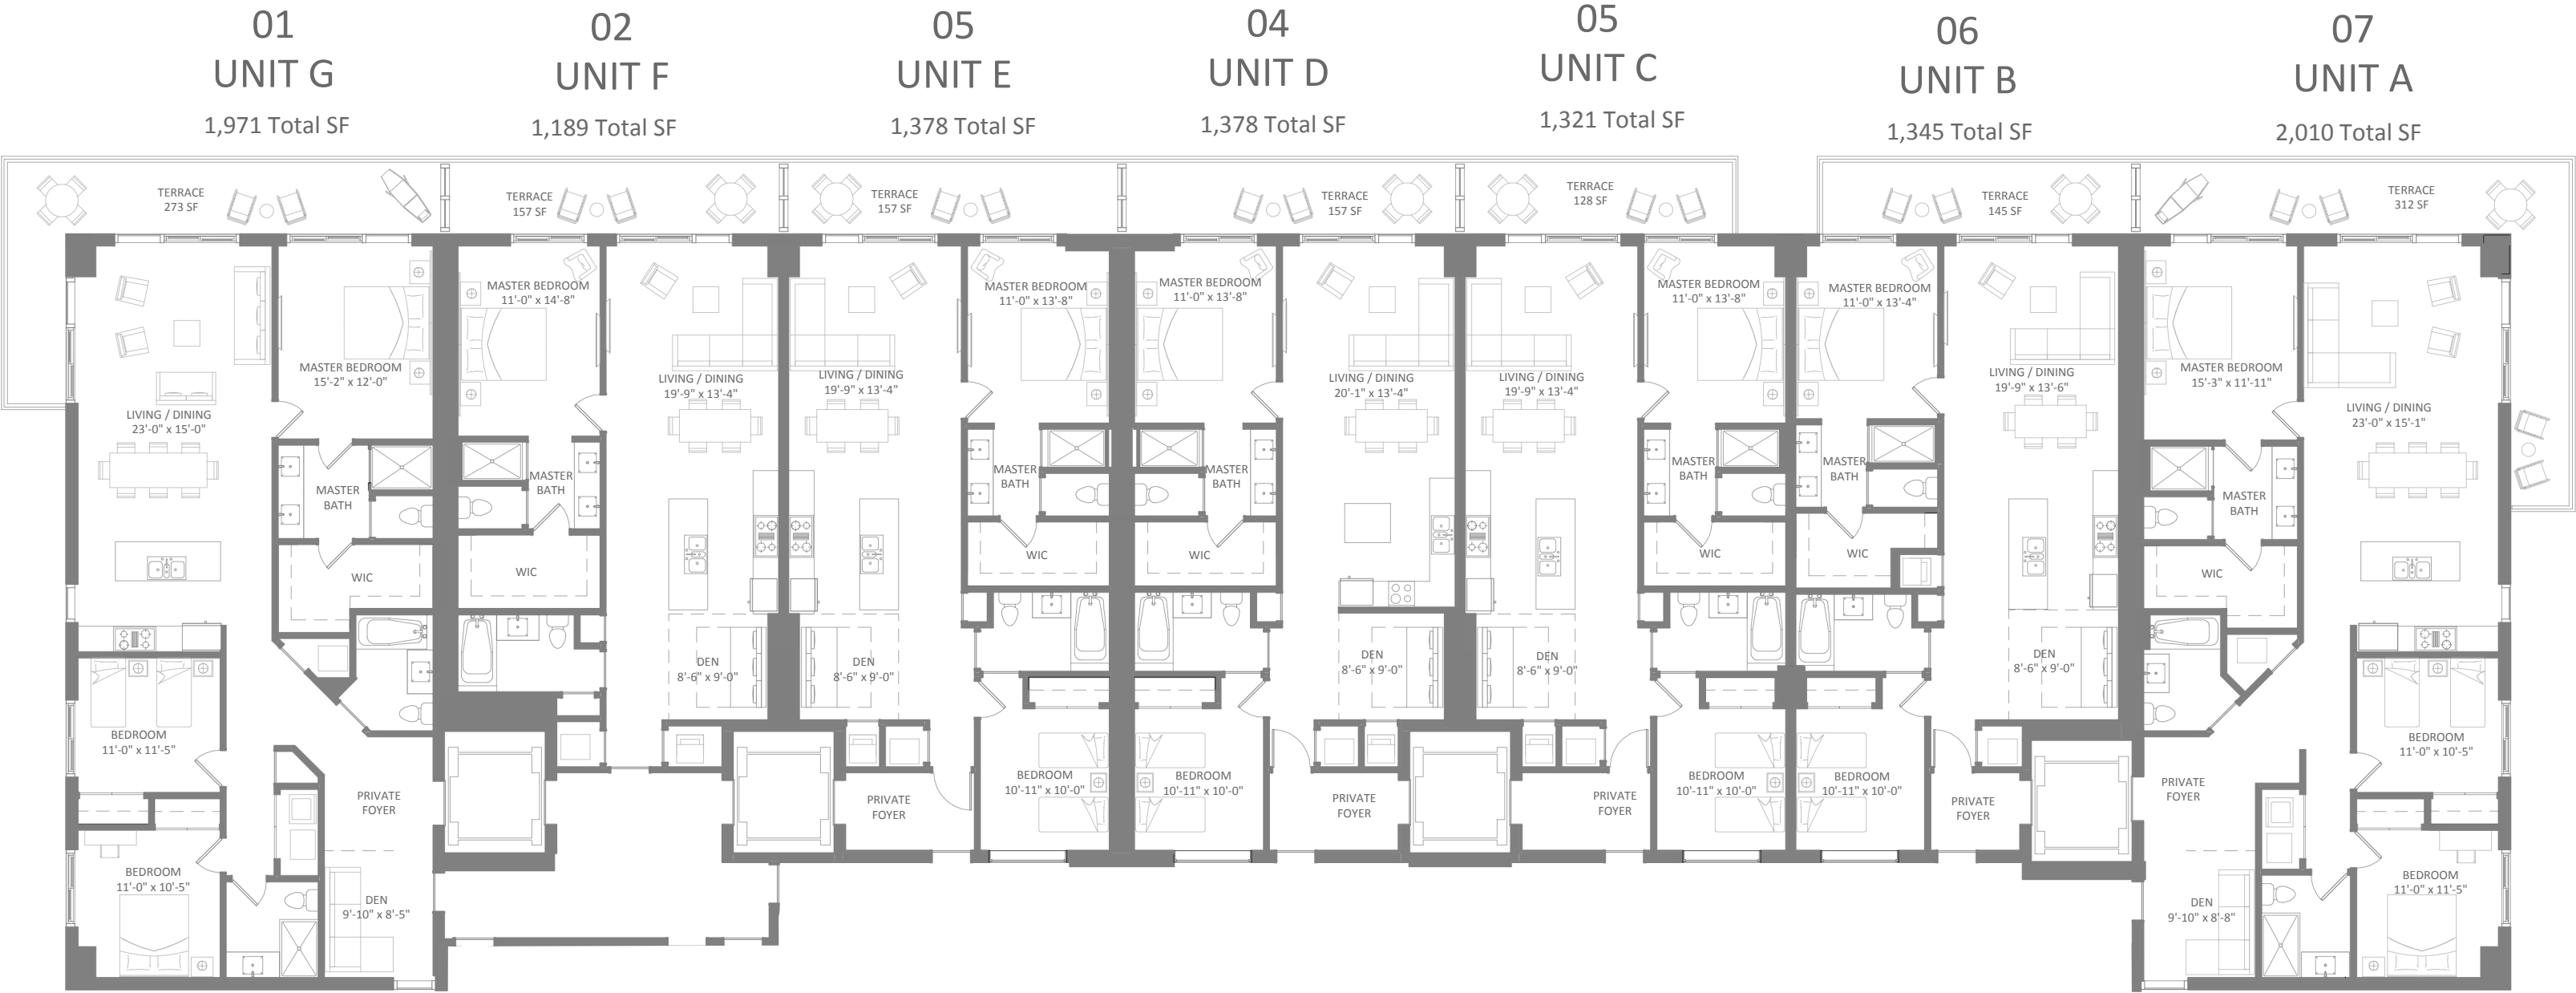 01
UNIT G
1,971 Total SF
02
UNIT F
1,189 Total SF
05
UNIT E
1,378 Total SF
04
UNIT D
1,378 Total SF
05
UNIT C
1,321 Total SF
06
UNIT B
1,345 Total SF
07
UNIT A
2,010 Total SF
TERRACE
273 SF
MASTER BEDROOM
15'-2" x 12'-0"
LIVING / DINING
23'-0" x 15'-0"
MASTER
BATH
WIC
BEDROOM
11'-0" x 11'-5"
PRIVATE
FOYER
BEDROOM
11'-0" x 10'-5"
DEN
9'-10" x 8'-5"
TERRACE
157 SF
MASTER BEDROOM
11'-0" x 14'-8"
LIVING / DINING
19'-9" x 13'-4"
MASTER
BATH
WIC
DEN
8'-6" x 9'-0"
TERRACE
157 SF
MASTER BEDROOM
11'-0" x 13'-8"
LIVING / DINING
19'-9" x 13'-4"
MASTER
BATH
WIC
DEN
8'-6" x 9'-0"
BEDROOM
10'-11" x 10'-0"
PRIVATE
FOYER
TERRACE
157 SF
MASTER BEDROOM
11'-0" x 13'-8"
LIVING / DINING
20'-1" x 13'-4"
MASTER
BATH
WIC
DEN
8'-6" x 9'-0"
BEDROOM
10'-11" x 10'-0"
PRIVATE
FOYER
TERRACE
128 SF
MASTER BEDROOM
11'-0" x 13'-8"
LIVING / DINING
19'-9" x 13'-4"
MASTER
BATH
WIC
DEN
8'-6" x 9'-0"
BEDROOM
10'-11" x 10'-0"
PRIVATE
FOYER
TERRACE
145 SF
MASTER BEDROOM
11'-0" x 13'-4"
LIVING / DINING
19'-9" x 13'-6"
MASTER
BATH
WIC
DEN
8'-6" x 9'-0"
BEDROOM
10'-11" x 10'-0"
PRIVATE
FOYER
TERRACE
312 SF
MASTER BEDROOM
15'-3" x 11'-11"
LIVING / DINING
23'-0" x 15'-1"
MASTER
BATH
WIC
BEDROOM
11'-0" x 10'-5"
PRIVATE
FOYER
BEDROOM
11'-0" x 11'-5"
DEN
9'-10" x 8'-8"